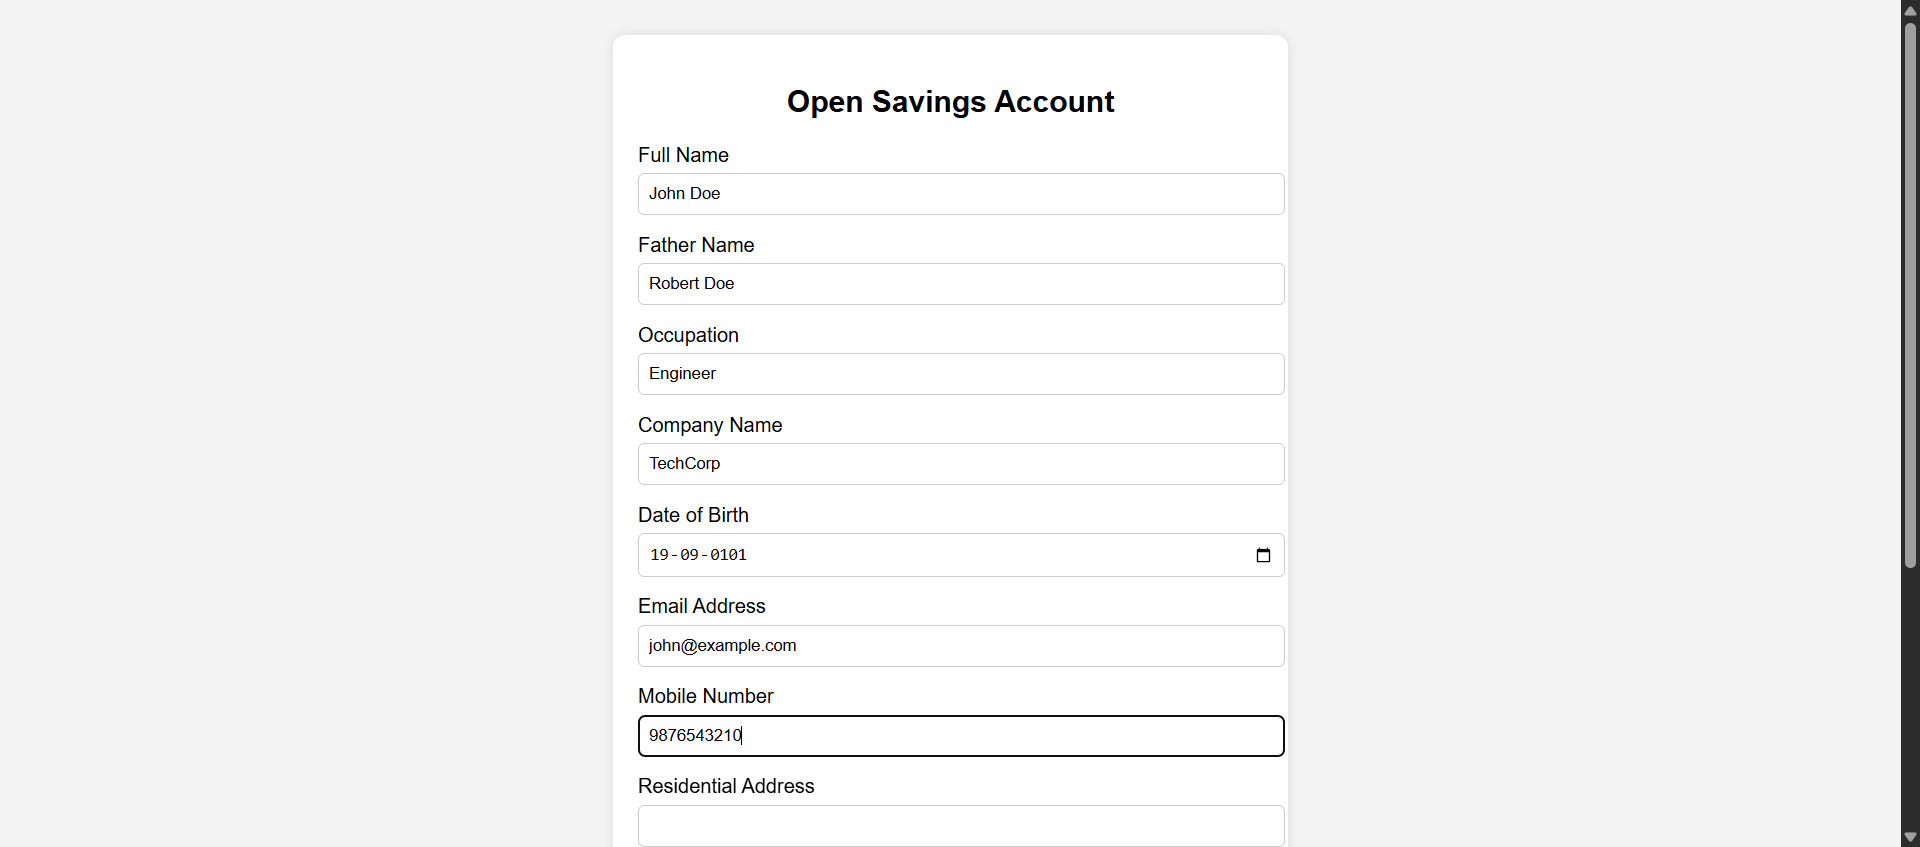 Open Savings Account
Full Name
John Doe
Father Name
Robert Doe
Occupation
Engineer
Company Name
TechCorp
Date of Birth
19-09-0101
Email Address
john@example.com
Mobile Number
9876543210
Residential Address